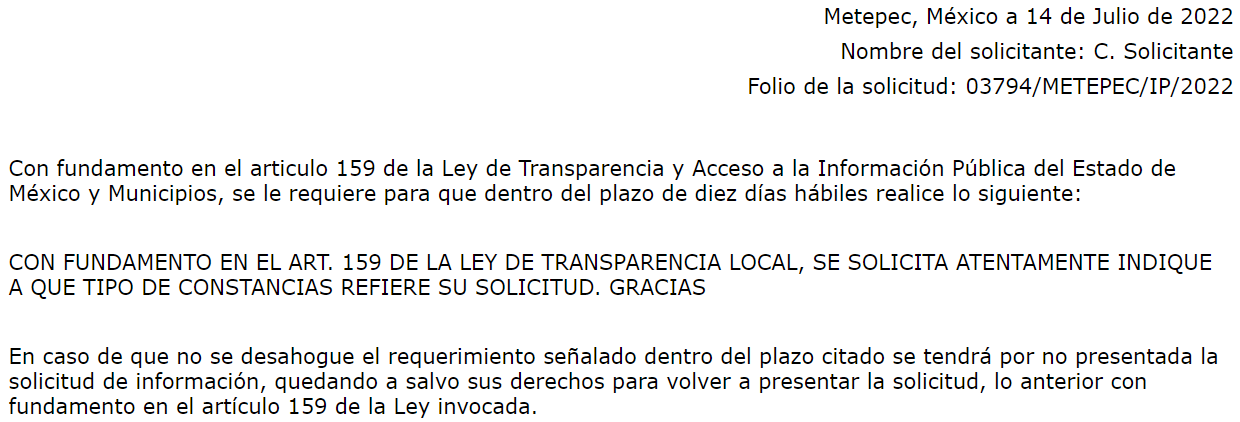 Metepec, México a 14 de Julio de 2022
Nombre del solicitante: C. Solicitante
Folio de la solicitud: 03794/METEPEC/IP/2022
Con fundamento en el articulo 159 de la Ley de Transparencia y Acceso a la Información Pública del Estado de
México y Municipios, se le requiere para que dentro del plazo de diez días hábiles realice lo siguiente:
CON FUNDAMENTO EN EL ART. 159 DE LA LEY DE TRANSPARENCIA LOCAL, SE SOLICITA ATENTAMENTE INDIQUE
A QUE TIPO DE CONSTANCIAS REFIERE SU SOLICITUD. GRACIAS
En caso de que no se desahogue el requerimiento señalado dentro del plazo citado se tendrá por no presentada la
solicitud de información, quedando a salvo sus derechos para volver a presentar la solicitud, lo anterior con
fundamento en el artículo 159 de la Ley invocada.